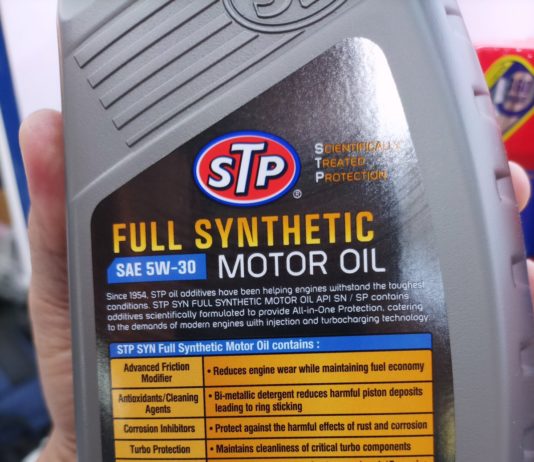 STP
®
SCIENTIFICALLY
TREATED
PROTECTION
FULL SYNTHETIC
SAE 5W-30 MOTOR OIL
Since 1954, STP oil additives have been helping engines withstand the toughest
conditions. STP SYN FULL SYNTHETIC MOTOR OIL API SN / SP contains
additives scientifically formulated to provide All-in-One Protection, catering
to the demands of modern engines with injection and turbocharging technology
STP SYN Full Synthetic Motor Oil contains :
Advanced Friction
Modifier
• Reduces engine wear while maintaining fuel economy
Antioxidants/Cleaning
Agents
• Bi-metallic detergent reduces harmful piston deposits
leading to ring sticking
Corrosion Inhibitors
• Protect against the harmful effects of rust and corrosion
Turbo Protection
• Maintains cleanliness of critical turbo components